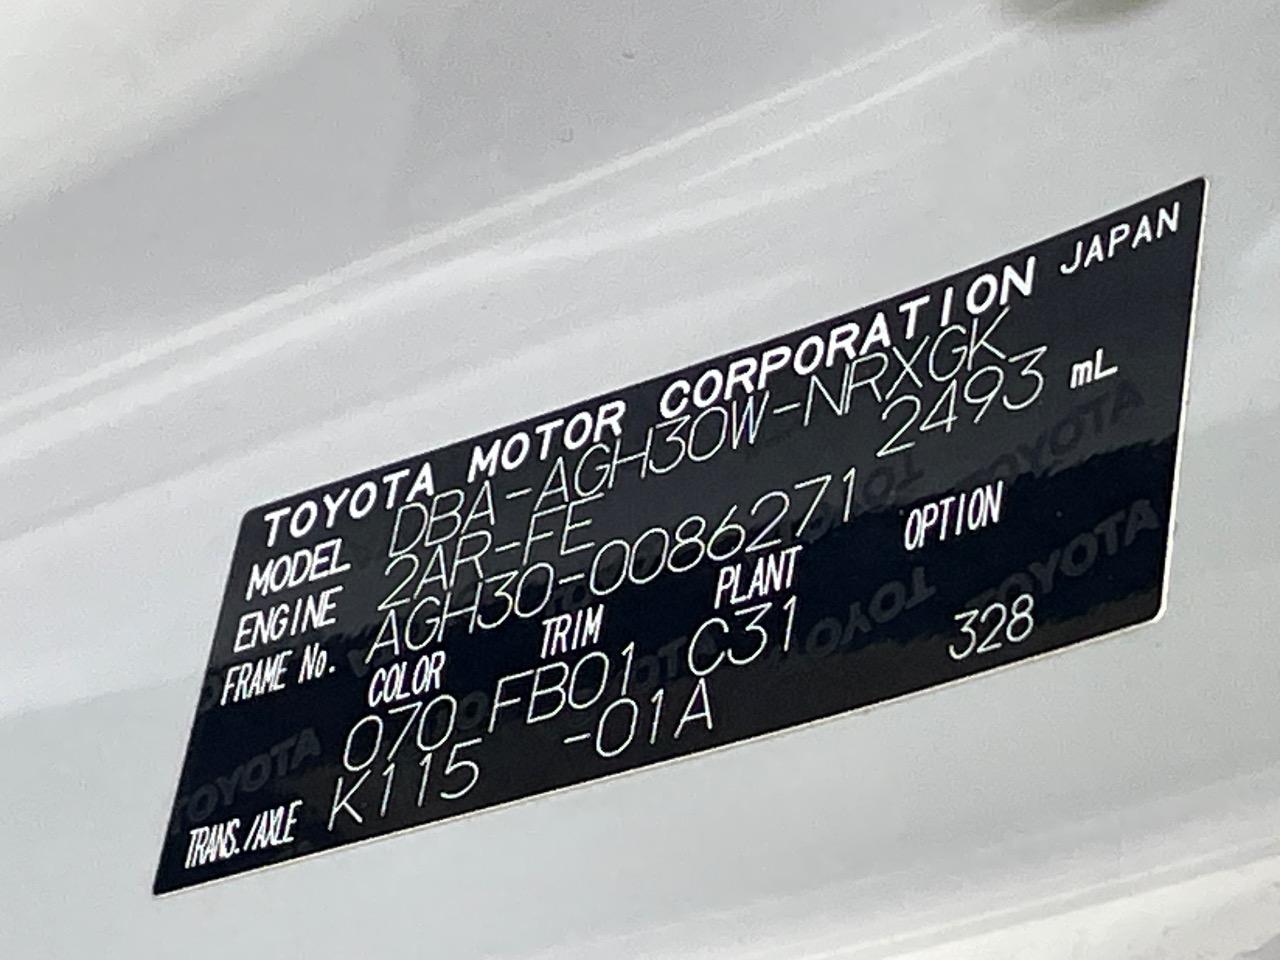 TOYOTA MOTOR CORPORATION JAPAN
MODEL DBA-AGH30W-NRXGK
ENGINE 2AR-FE 2493 mL
FRAME No. AGH30-0086271
COLOR TRIM PLANT OPTION
070 FB01 C31 328
TRANS./AXLE K115 -01A